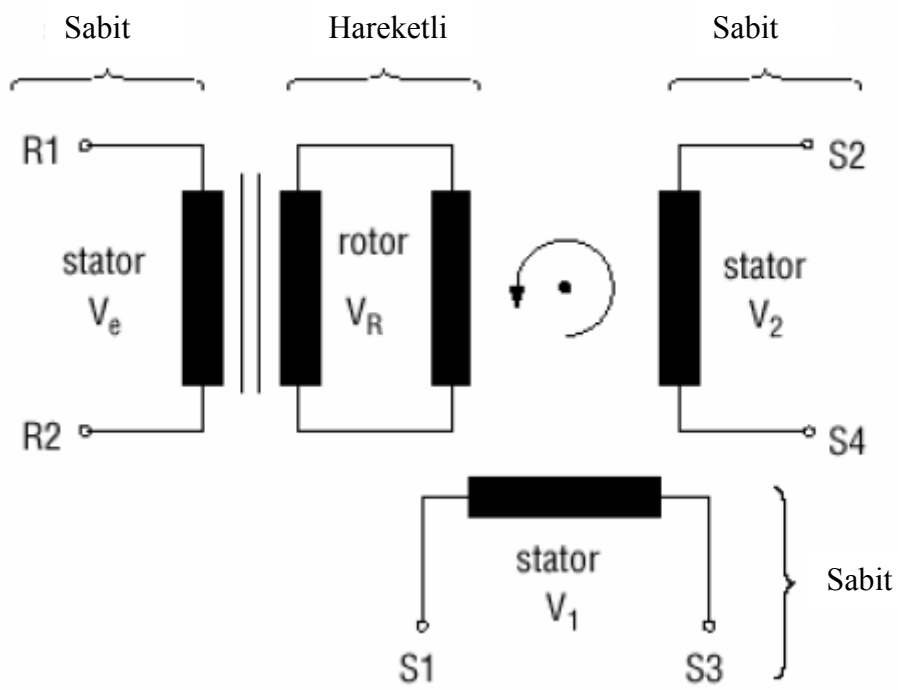 Sabit Hareketli Sabit
R1 S2
stator rotor stator
Ve VR V2
R2 S4
stator
V1
Sabit
S1 S3